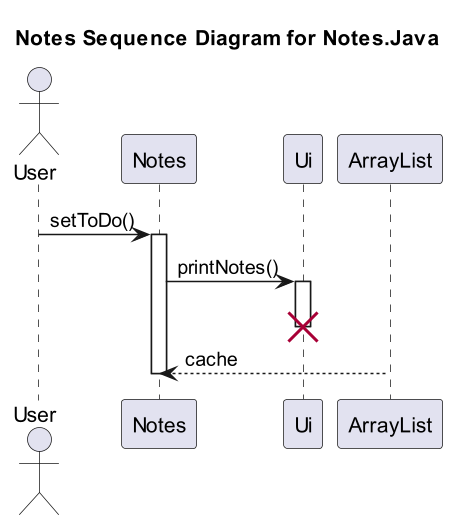 Notes Sequence Diagram for Notes.Java
User
Notes
Ui
ArrayList
setToDo()
printNotes()
cache
User
Notes
Ui
ArrayList